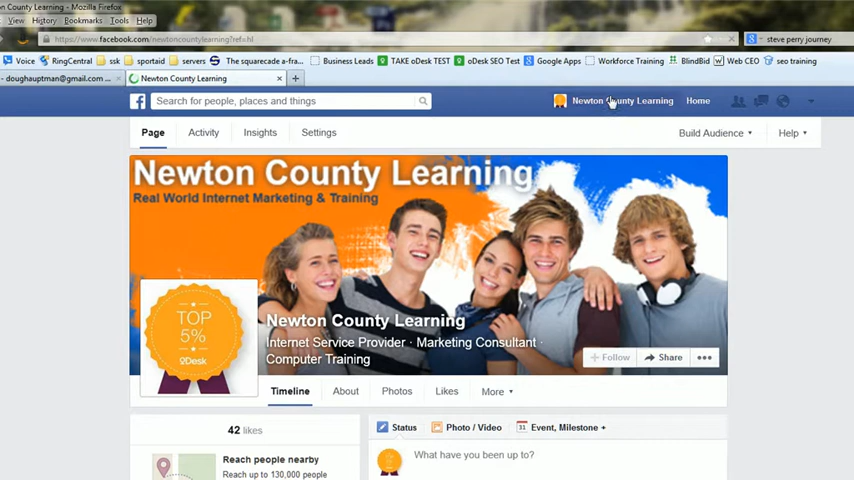 n County Learning - Mozilla Firefox
View History Bookmarks Tools Help
https://www.facebook.com/newtoncountylearning?ref=hl
steve perry journey
Voice RingCentral ssk paid sites servers The squarecade a-fra... Business Leads TAKE oDesk TEST oDesk SEO Test Google Apps Workforce Training BlindBid Web CEO seo training
- doughauptman@gmail.com ... × Newton County Learning × +
Search for people, places and things
Newton County Learning Home
Page Activity Insights Settings Build Audience Help
Newton County Learning
Real World Internet Marketing & Training
TOP
5%
oDesk
Newton County Learning
Internet Service Provider · Marketing Consultant ·
Computer Training
+ Follow Share •••
Timeline About Photos Likes More
42 likes
Status Photo / Video 31 Event, Milestone +
Reach people nearby
Reach up to 130,000 people
What have you been up to?